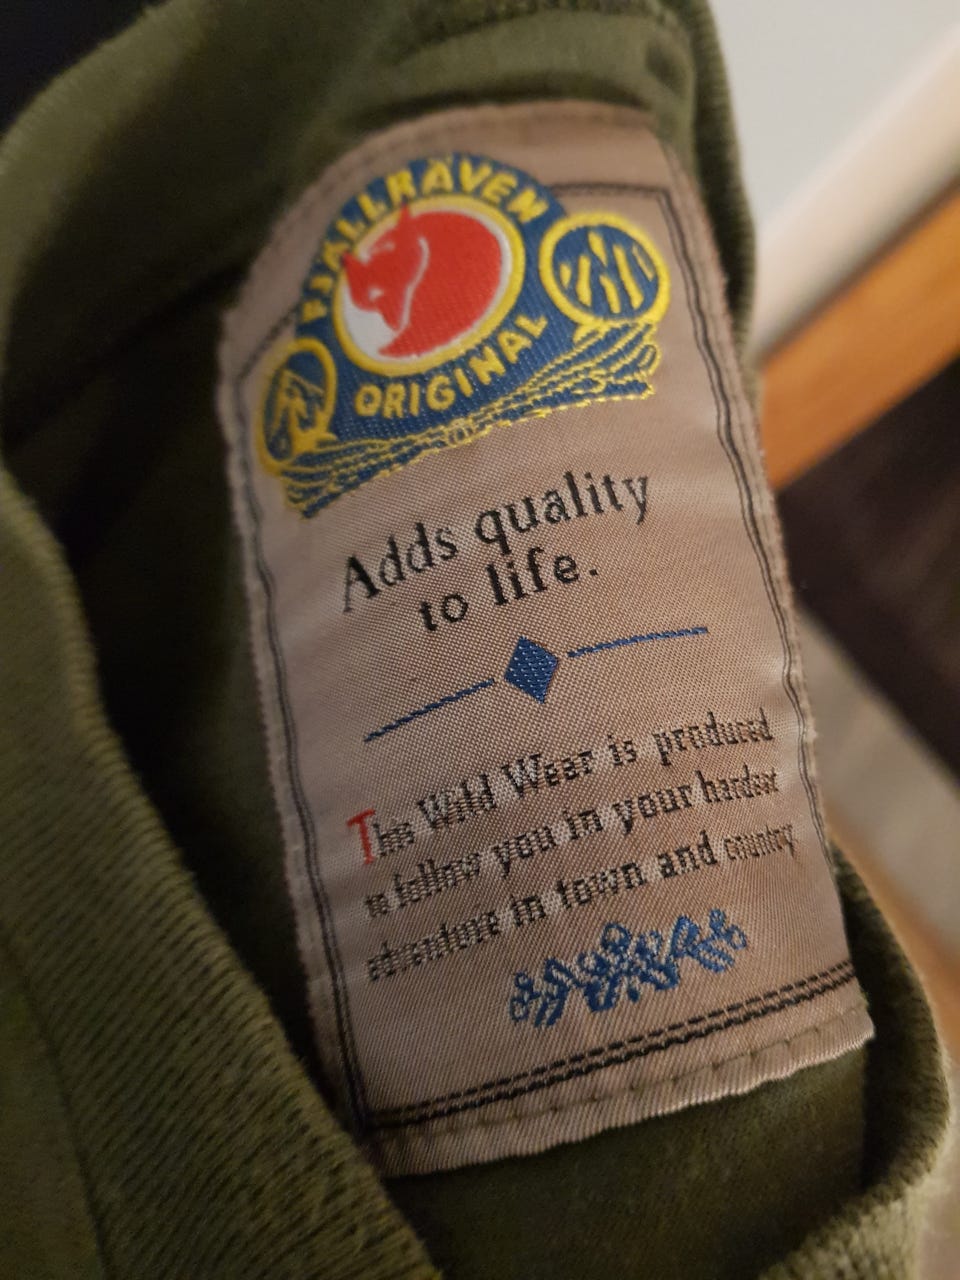 FJÄLLRÄVEN
ORIGINAL
Adds quality
to life.
The Wild Wear is produced
to follow you in your hardest
adventure in town and country